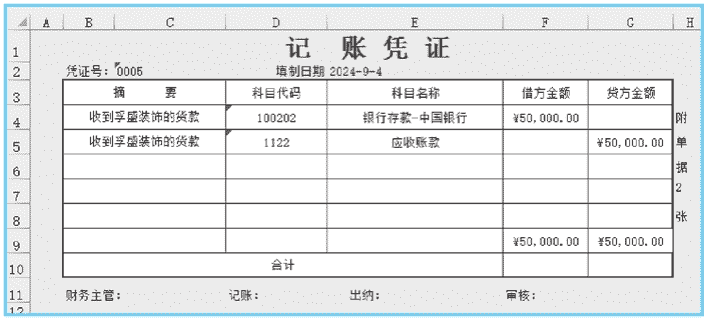 A B C D E F G H
1 记 账 凭 证
2 凭证号: 0005 填制日期 2024-9-4
3 摘 要 科目代码 科目名称 借方金额 贷方金额
4 收到孚盛装饰的货款 100202 银行存款-中国银行 ¥50,000.00 附
5 收到孚盛装饰的货款 1122 应收账款 ¥50,000.00 单
6 据
7 2
8 张
9 ¥50,000.00 ¥50,000.00
10 合计
11 财务主管: 记账: 出纳: 审核:
12